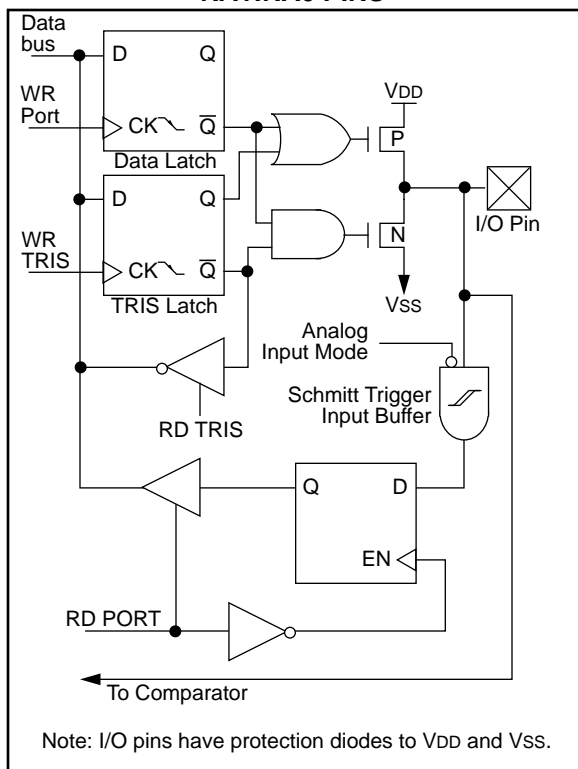 Data
bus
D Q
WR
Port
CK Q
Data Latch
VDD
P
D Q
WR
TRIS
CK Q
TRIS Latch
N
I/O Pin
VSS
Analog
Input Mode
Schmitt Trigger
Input Buffer
RD TRIS
Q D
EN
RD PORT
To Comparator
Note: I/O pins have protection diodes to VDD and VSS.